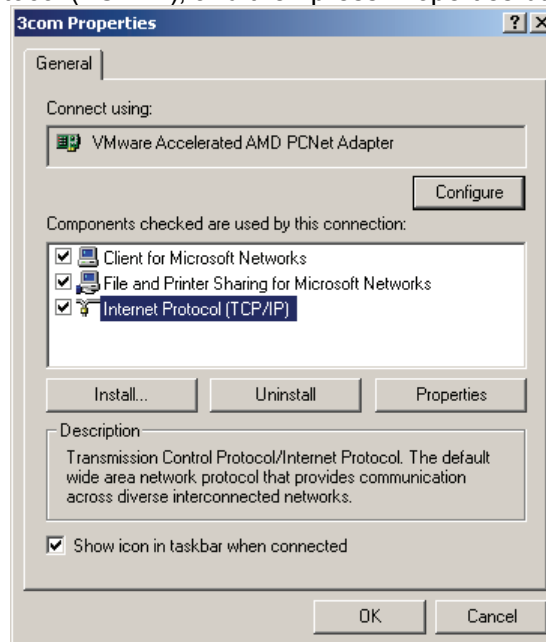 3com Properties
General
Connect using:
VMware Accelerated AMD PCNet Adapter
Configure
Components checked are used by this connection:
Client for Microsoft Networks
File and Printer Sharing for Microsoft Networks
Internet Protocol (TCP/IP)
Install...
Uninstall
Properties
Description
Transmission Control Protocol/Internet Protocol. The default
wide area network protocol that provides communication
across diverse interconnected networks.
Show icon in taskbar when connected
OK
Cancel